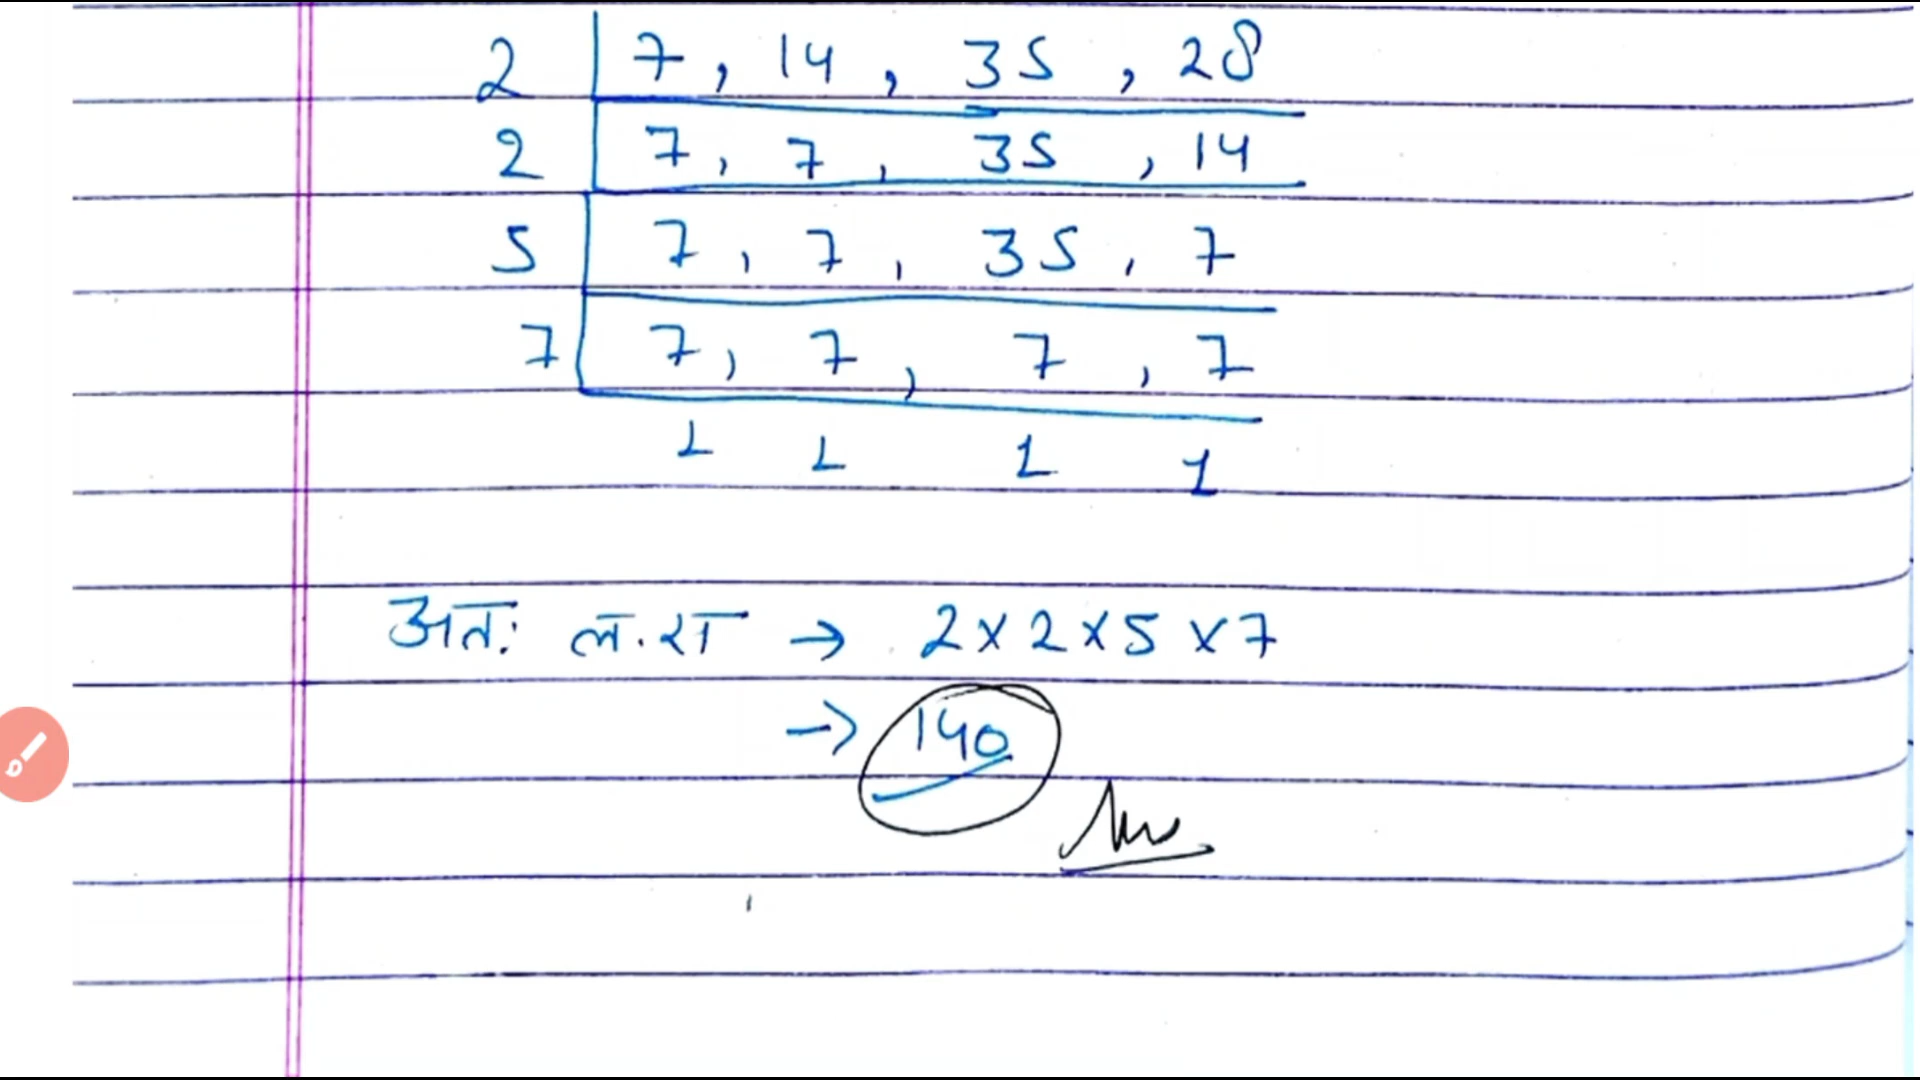 2 | 7, 14, 35, 28
2 | 7, 7, 35, 14
5 | 7, 7, 35, 7
7 | 7, 7, 7, 7
1 1 1 1
अतः ल.स → 2×2×5×7
→ 140
Ans